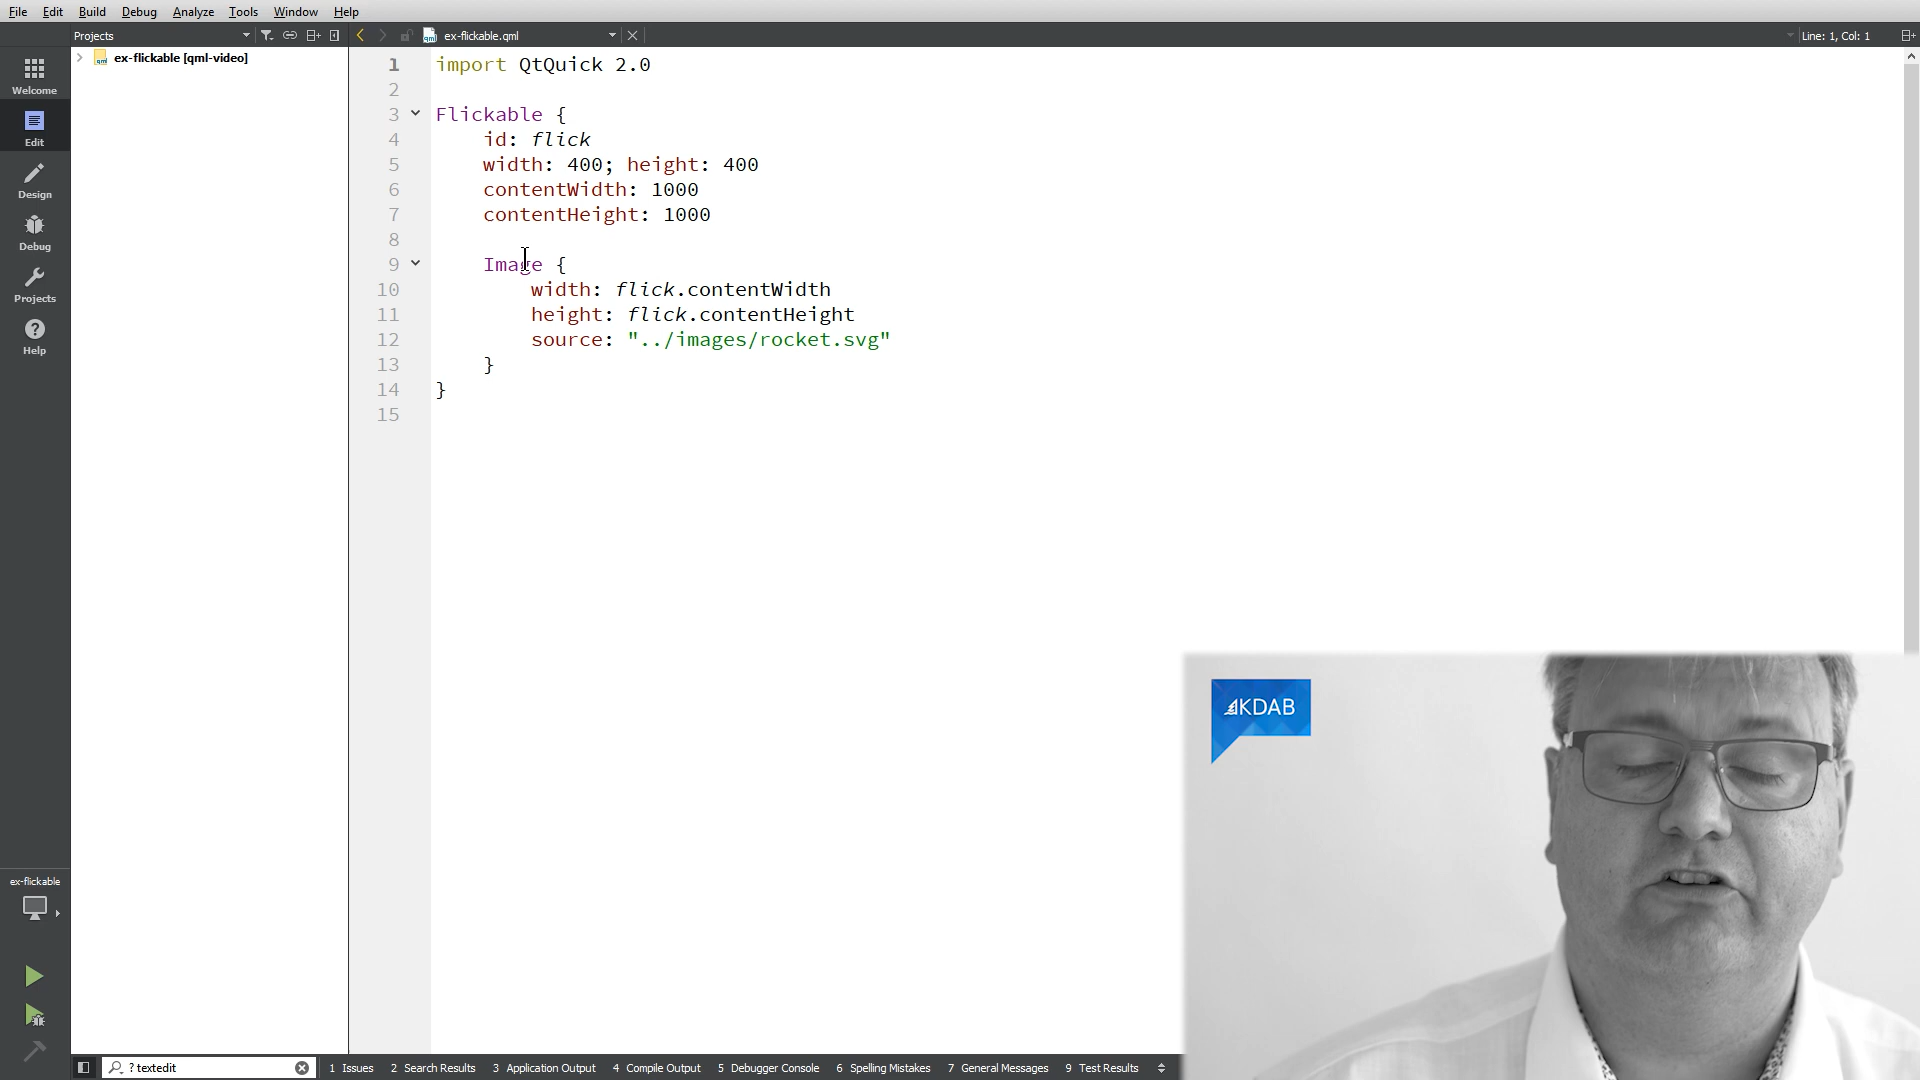 File Edit Build Debug Analyze Tools Window Help
Projects
ex-flickable.qml
Line: 1, Col: 1
ex-flickable [qml-video]
Welcome
Edit
Design
Debug
Projects
Help
ex-flickable
1 import QtQuick 2.0
2
3 Flickable {
4 id: flick
5 width: 400; height: 400
6 contentWidth: 1000
7 contentHeight: 1000
8
9 Image {
10 width: flick.contentWidth
11 height: flick.contentHeight
12 source: "../images/rocket.svg"
13 }
14 }
15
KDAB
? textedit
1 Issues 2 Search Results 3 Application Output 4 Compile Output 5 Debugger Console 6 Spelling Mistakes 7 General Messages 9 Test Results